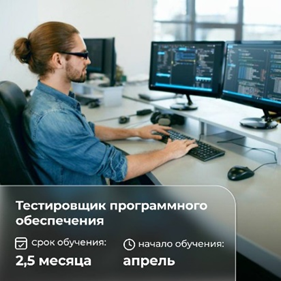 Тестировщик программного
обеспечения
срок обучения:
2,5 месяца
начало обучения:
апрель